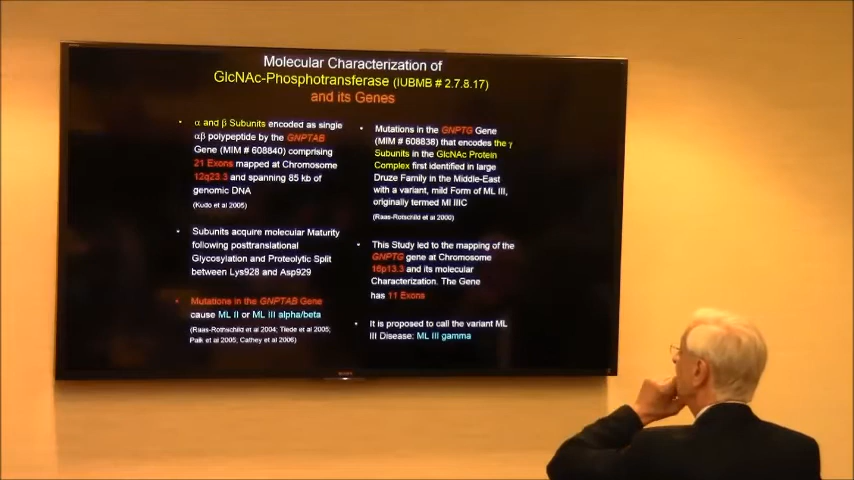 Molecular Characterization of
GlcNAc-Phosphotransferase (IUBMB # 2.7.8.17)
and its Genes
• α and β Subunits encoded as single
αβ polypeptide by the GNPTAB
Gene (MIM # 608840) comprising
21 Exons mapped at Chromosome
12q23.3 and spanning 85 kb of
genomic DNA
(Kudo et al 2005)
• Subunits acquire molecular Maturity
following posttranslational
Glycosylation and Proteolytic Split
between Lys928 and Asp929
• Mutations in the GNPTAB Gene
cause ML II or ML III alpha/beta
(Raas-Rotschild et al 2004; Tiede et al 2005;
Paik et al 2005, Cathey et al 2006)
• Mutations in the GNPTG Gene
(MIM # 608838) that encodes the γ
Subunits in the GlcNAc Protein
Complex first identified in large
Druze Family in the Middle-East
with a variant, mild Form of ML III,
originally termed Ml IIIC
(Raas-Rotschild et al 2000)
• This Study led to the mapping of the
GNPTG gene at Chromosome
16p13.3 and its molecular
Characterization. The Gene
has 11 Exons
• It is proposed to call the variant ML
III Disease: ML III gamma
SONY